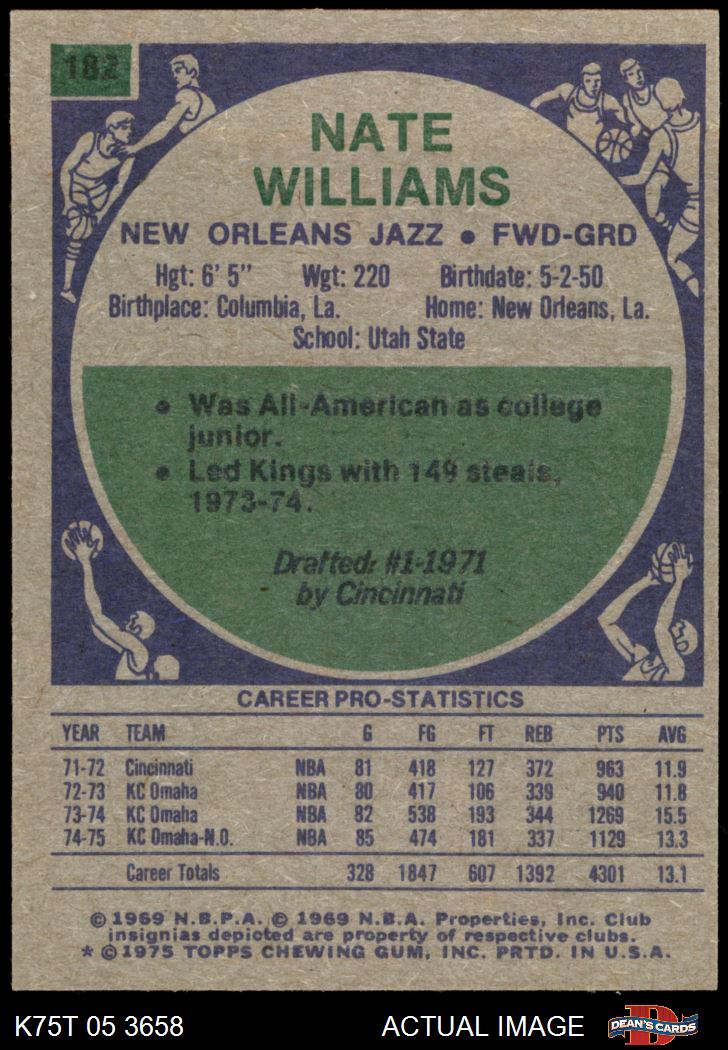 182
NATE
WILLIAMS
NEW ORLEANS JAZZ • FWD-GRD
Hgt: 6' 5" Wgt: 220 Birthdate: 5-2-50
Birthplace: Columbia, La. Home: New Orleans, La.
School: Utah State
• Was All-American as college
junior.
• Led Kings with 149 steals,
1973-74.
Drafted: #1-1971
by Cincinnati
CAREER PRO-STATISTICS
YEAR TEAM G FG FT REB PTS AVG
71-72 Cincinnati NBA 81 418 127 372 963 11.9
72-73 KC Omaha NBA 80 417 106 339 940 11.8
73-74 KC Omaha NBA 82 538 193 344 1269 15.5
74-75 KC Omaha-N.O. NBA 85 474 181 337 1129 13.3
Career Totals 328 1847 607 1392 4301 13.1
© 1969 N.B.P.A. © 1969 N.B.A. Properties, Inc. Club
insignias depicted are property of respective clubs.
* © 1975 TOPPS CHEWING GUM, INC. PRTD. IN U.S.A.
K75T 05 3658 ACTUAL IMAGE D DEAN'S CARDS